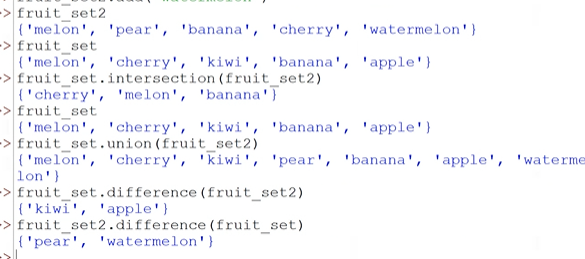 > fruit_set2
{'melon', 'pear', 'banana', 'cherry', 'watermelon'}
> fruit_set
{'melon', 'cherry', 'kiwi', 'banana', 'apple'}
> fruit_set.intersection(fruit_set2)
{'cherry', 'melon', 'banana'}
> fruit_set
{'melon', 'cherry', 'kiwi', 'banana', 'apple'}
> fruit_set.union(fruit_set2)
{'melon', 'cherry', 'kiwi', 'pear', 'banana', 'apple', 'waterme
lon'}
> fruit_set.difference(fruit_set2)
{'kiwi', 'apple'}
> fruit_set2.difference(fruit_set)
{'pear', 'watermelon'}
>